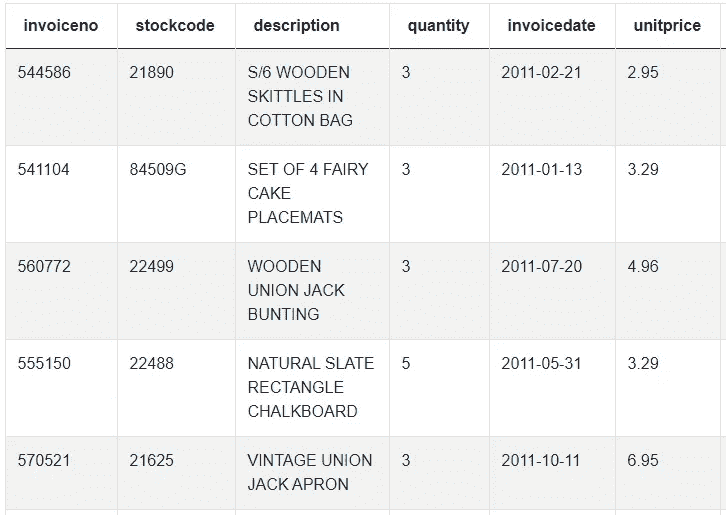 invoiceno stockcode description quantity invoicedate unitprice
544586 21890 S/6 WOODEN 3 2011-02-21 2.95
SKITTLES IN
COTTON BAG
541104 84509G SET OF 4 FAIRY 3 2011-01-13 3.29
CAKE
PLACEMATS
560772 22499 WOODEN 3 2011-07-20 4.96
UNION JACK
BUNTING
555150 22488 NATURAL SLATE 5 2011-05-31 3.29
RECTANGLE
CHALKBOARD
570521 21625 VINTAGE UNION 3 2011-10-11 6.95
JACK APRON